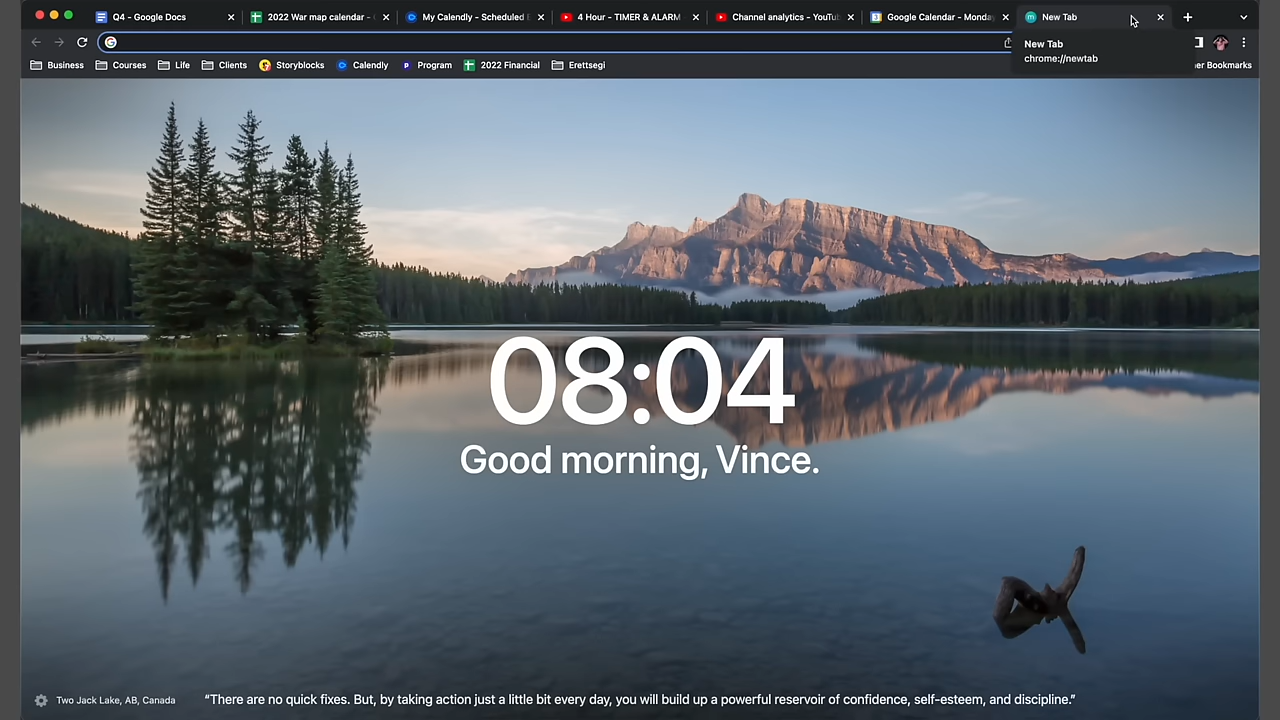 Q4 - Google Docs
2022 War map calendar -
My Calendly - Scheduled
4 Hour - TIMER & ALARM
Channel analytics - YouTu
Google Calendar - Monda
New Tab
New Tab
chrome://newtab
Business
Courses
Life
Clients
Storyblocks
Calendly
Program
2022 Financial
Erettsegi
er Bookmarks
08:04
Good morning, Vince.
Two Jack Lake, AB, Canada
“There are no quick fixes. But, by taking action just a little bit every day, you will build up a powerful reservoir of confidence, self-esteem, and discipline.”